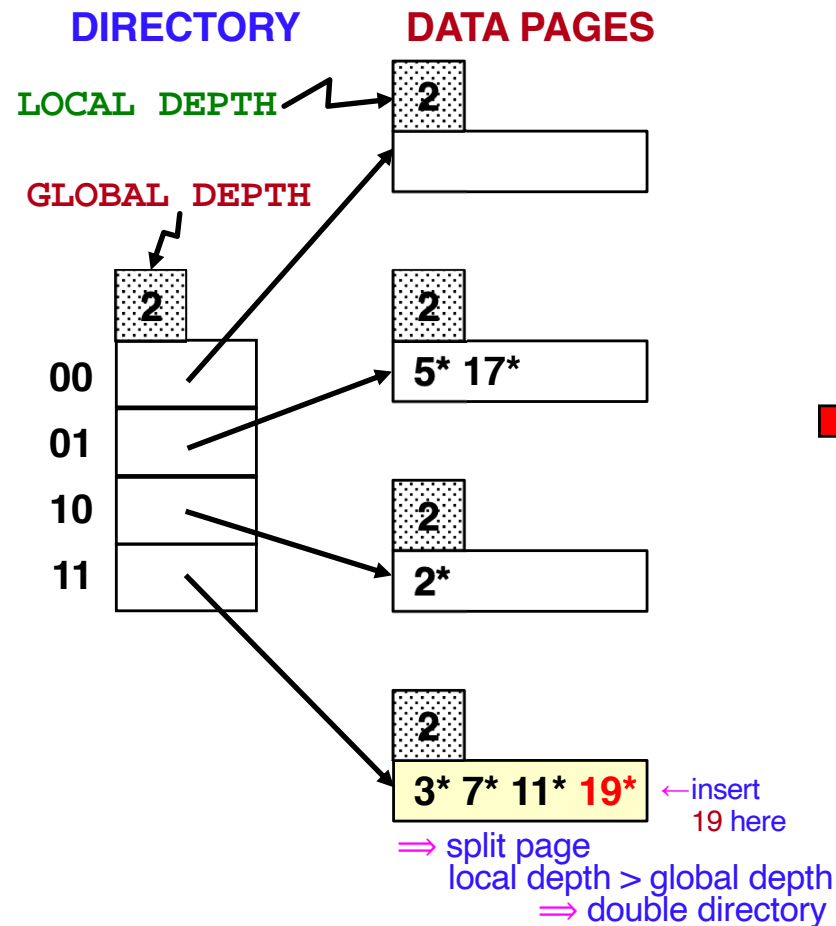 DIRECTORY DATA PAGES
LOCAL DEPTH
2
GLOBAL DEPTH
2
2
00
5* 17*
01
10
2
11
2*
2
3* 7* 11* 19*
←insert
19 here
⇒ split page
local depth > global depth
⇒ double directory